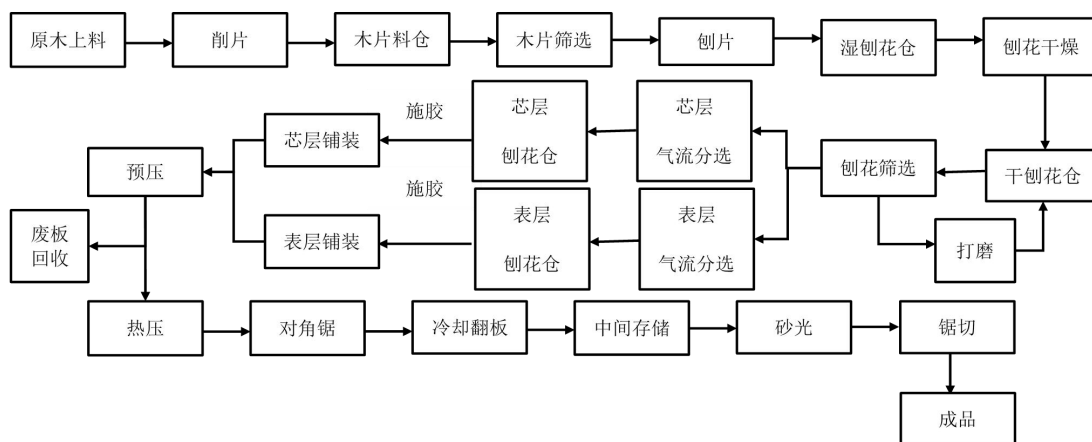 原木上料
削片
木片料仓
木片筛选
刨片
湿刨花仓
刨花干燥
干刨花仓
刨花筛选
打磨
芯层
气流分选
芯层
刨花仓
施胶
芯层铺装
表层
气流分选
表层
刨花仓
施胶
表层铺装
预压
废板
回收
热压
对角锯
冷却翻板
中间存储
砂光
锯切
成品